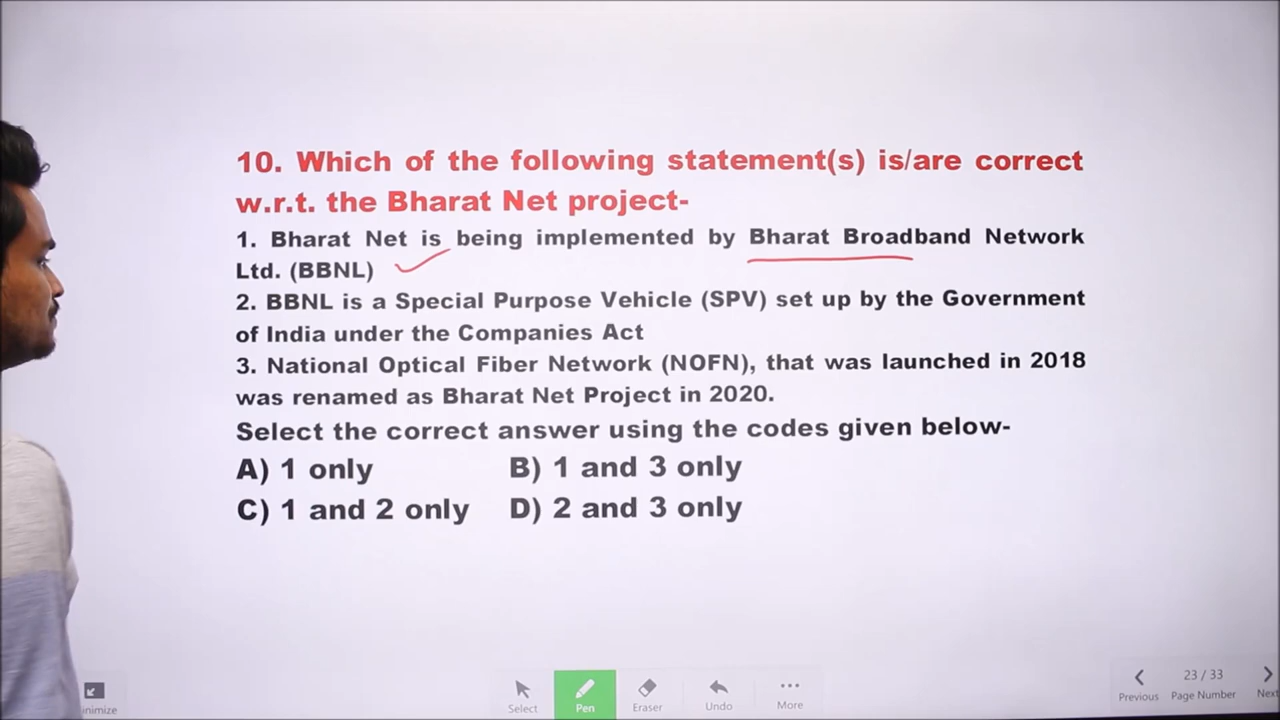 10. Which of the following statement(s) is/are correct
w.r.t. the Bharat Net project-
1. Bharat Net is being implemented by Bharat Broadband Network
Ltd. (BBNL)
2. BBNL is a Special Purpose Vehicle (SPV) set up by the Government
of India under the Companies Act
3. National Optical Fiber Network (NOFN), that was launched in 2018
was renamed as Bharat Net Project in 2020.
Select the correct answer using the codes given below-
A) 1 only B) 1 and 3 only
C) 1 and 2 only D) 2 and 3 only
23 / 33
inimize Select Pen Eraser Undo More Previous Page Number Next